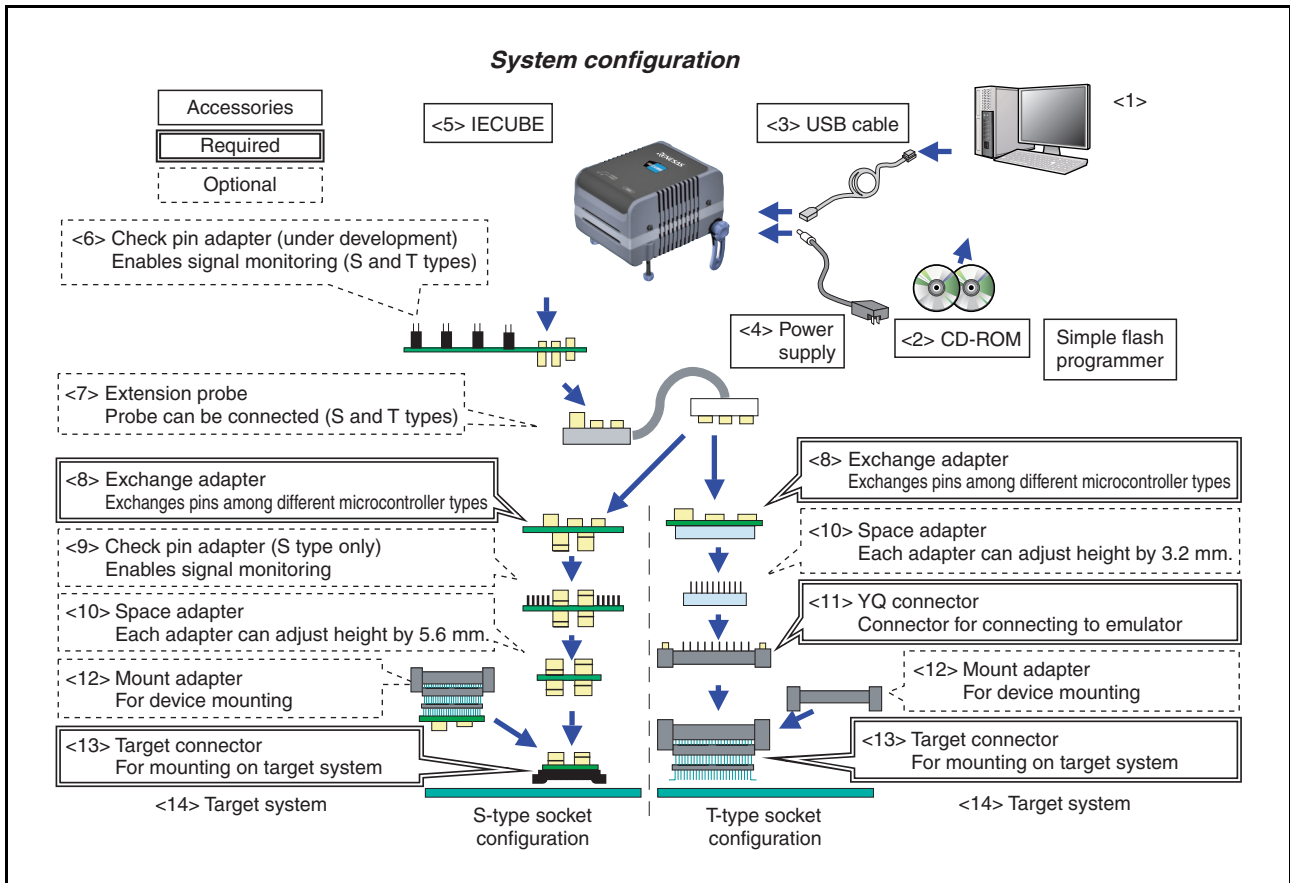 System configuration
Accessories
Required
Optional
<5> IECUBE
<3> USB cable
<1>
RENESAS
<6> Check pin adapter (under development)
Enables signal monitoring (S and T types)
<4> Power
supply
<2> CD-ROM
Simple flash
programmer
<7> Extension probe
Probe can be connected (S and T types)
<8> Exchange adapter
Exchanges pins among different microcontroller types
<9> Check pin adapter (S type only)
Enables signal monitoring
<10> Space adapter
Each adapter can adjust height by 5.6 mm.
<12> Mount adapter
For device mounting
<13> Target connector
For mounting on target system
<14> Target system
S-type socket
configuration
<8> Exchange adapter
Exchanges pins among different microcontroller types
<10> Space adapter
Each adapter can adjust height by 3.2 mm.
<11> YQ connector
Connector for connecting to emulator
<12> Mount adapter
For device mounting
<13> Target connector
For mounting on target system
<14> Target system
T-type socket
configuration